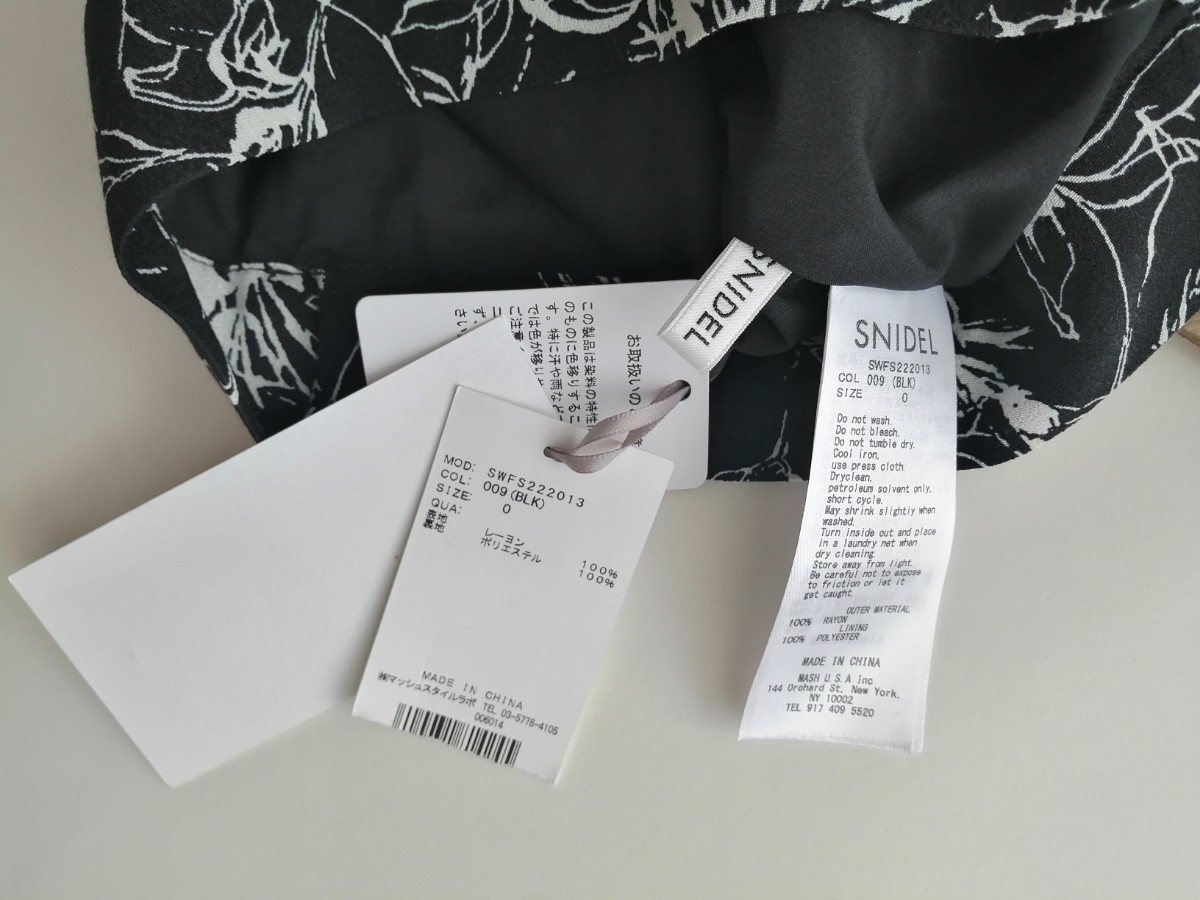 お取扱いの
この製品は染料の特性
のものに色移りするこ
す。特に汗や雨など
では色が移り
ご注意
SNIDEL
MOD: SWFS222013
COL: 009(BLK)
SIZE: 0
QUA:
レーヨン 100%
ポリエステル 100%
MADE IN CHINA
㈱マッシュスタイルラボ TEL 03-5778-4105
006014
SNIDEL
SWFS222013
COL 009 (BLK)
SIZE 0
Do not wash.
Do not bleach.
Do not tumble dry.
Cool iron,
use press cloth.
Dryclean,
petroleum solvent only,
short cycle.
May shrink slightly when
washed.
Turn inside out and place
in a laundry net when
dry cleaning.
Store away from light.
Be careful not to expose
to friction or let it
get caught.
OUTER MATERIAL
100% RAYON
LINING
100% POLYESTER
MADE IN CHINA
MASH U.S.A inc
144 Orchard St. New York,
NY 10002
TEL 917 409 5520